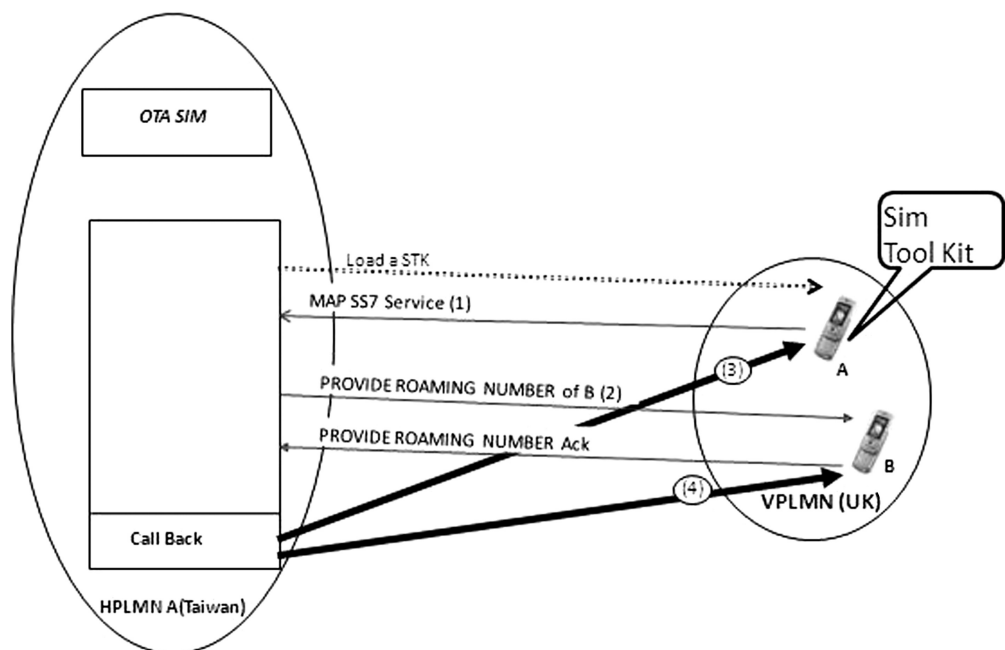 OTA SIM
Sim
Tool Kit
Load a STK
MAP SS7 Service (1)
A
(3)
PROVIDE ROAMING NUMBER of B (2)
PROVIDE ROAMING NUMBER Ack
B
(4)
VPLMN (UK)
Call Back
HPLMN A(Taiwan)